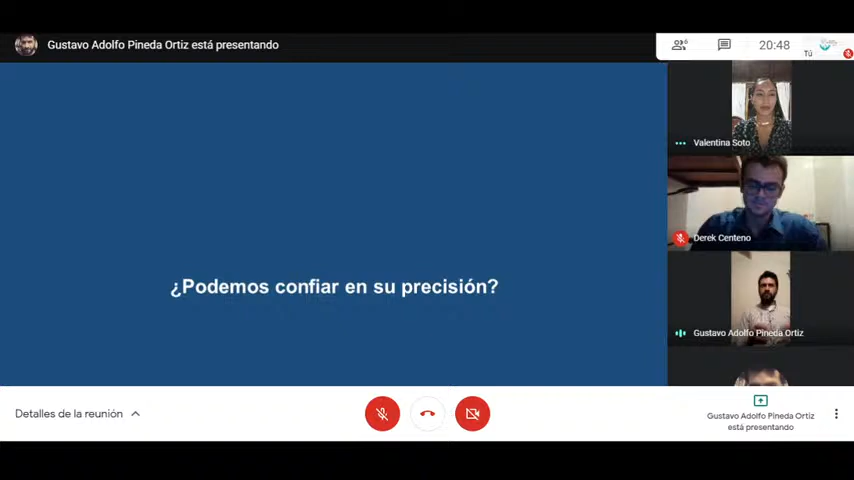 Gustavo Adolfo Pineda Ortiz está presentando
6
20:48
Tú
Valentina Soto
¿Podemos confiar en su precisión?
Derek Centeno
Gustavo Adolfo Pineda Ortiz
Detalles de la reunión
Gustavo Adolfo Pineda Ortiz
está presentando